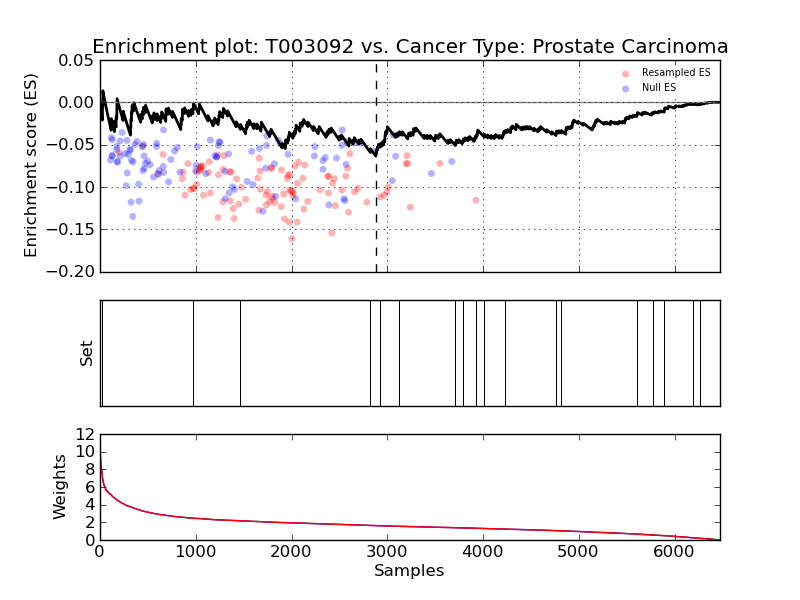 Enrichment plot: T003092 vs. Cancer Type: Prostate Carcinoma
Enrichment score (ES)
0.05
0.00
−0.05
−0.10
−0.15
−0.20
Resampled ES
Null ES
Set
Weights
12
10
8
6
4
2
0
0 1000 2000 3000 4000 5000 6000
Samples